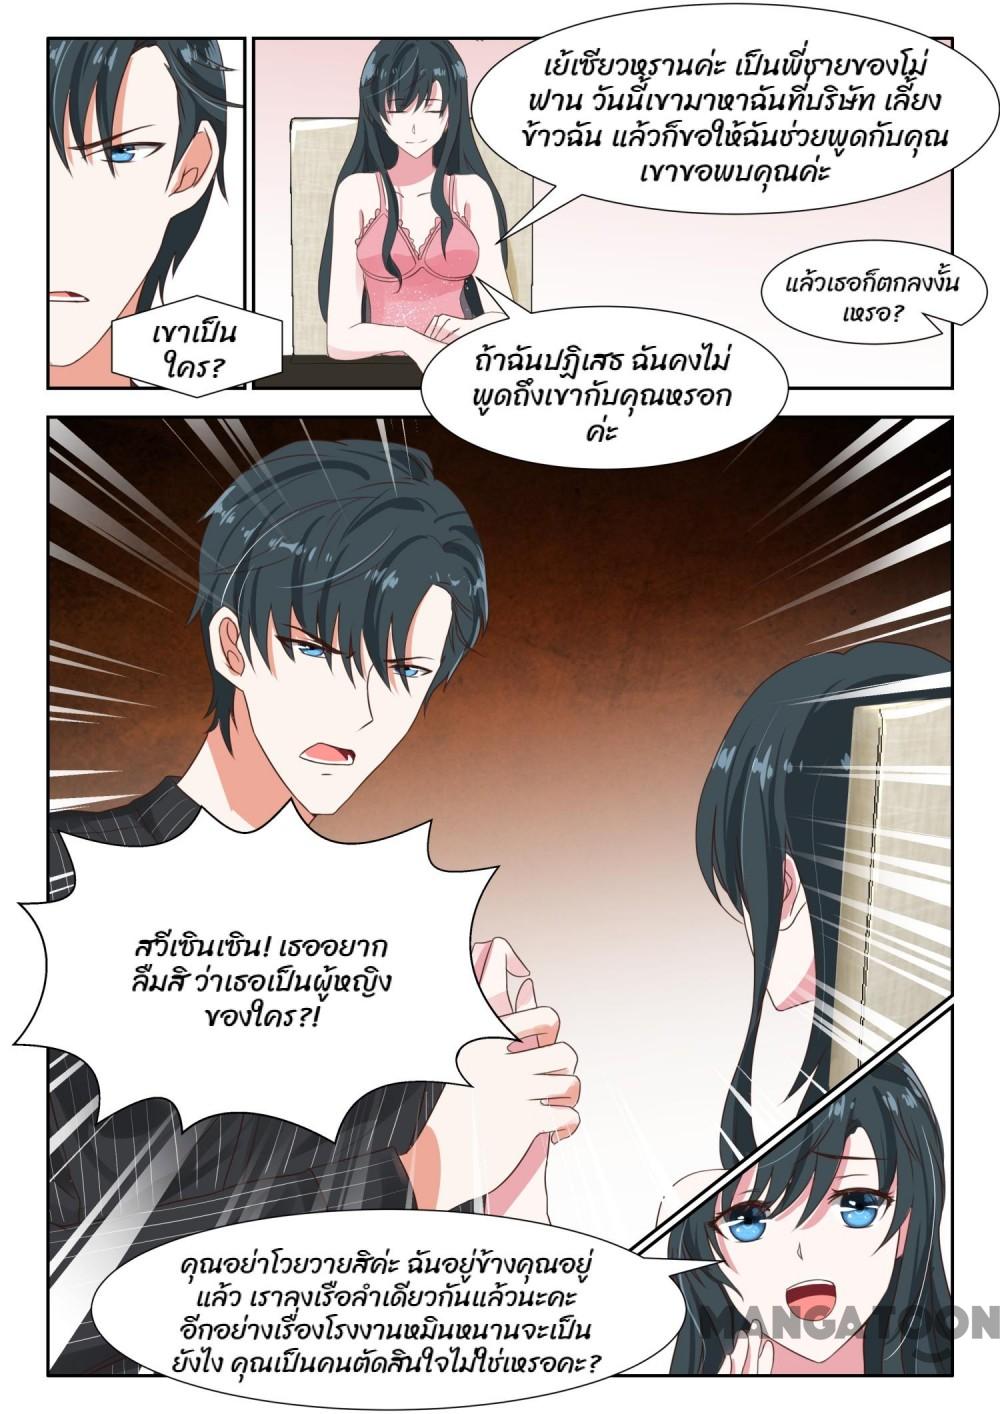 เขาเป็น
ใคร?
เย้เซียวหรานค่ะ เป็นพี่ชายของโม่
ฟาน วันนี้เขามาหาฉันที่บริษัท เลี้ยง
ข้าวฉัน แล้วก็ขอให้ฉันช่วยพูดกับคุณ
เขาขอพบคุณค่ะ
แล้วเธอก็ตกลงงั้น
เหรอ?
ถ้าฉันปฏิเสธ ฉันคงไม่
พูดถึงเขากับคุณหรอก
ค่ะ
สวีเซินเซิน! เธออยาก
ลืมสิ ว่าเธอเป็นผู้หญิง
ของใคร?!
คุณอย่าโวยวายสิค่ะ ฉันอยู่ข้างคุณอยู่
แล้ว เราลงเรือลำเดียวกันแล้วนะคะ
อีกอย่างเรื่องโรงงานหมินหนานจะเป็น
ยังไง คุณเป็นคนตัดสินใจไม่ใช่เหรอคะ?
MANGATOON